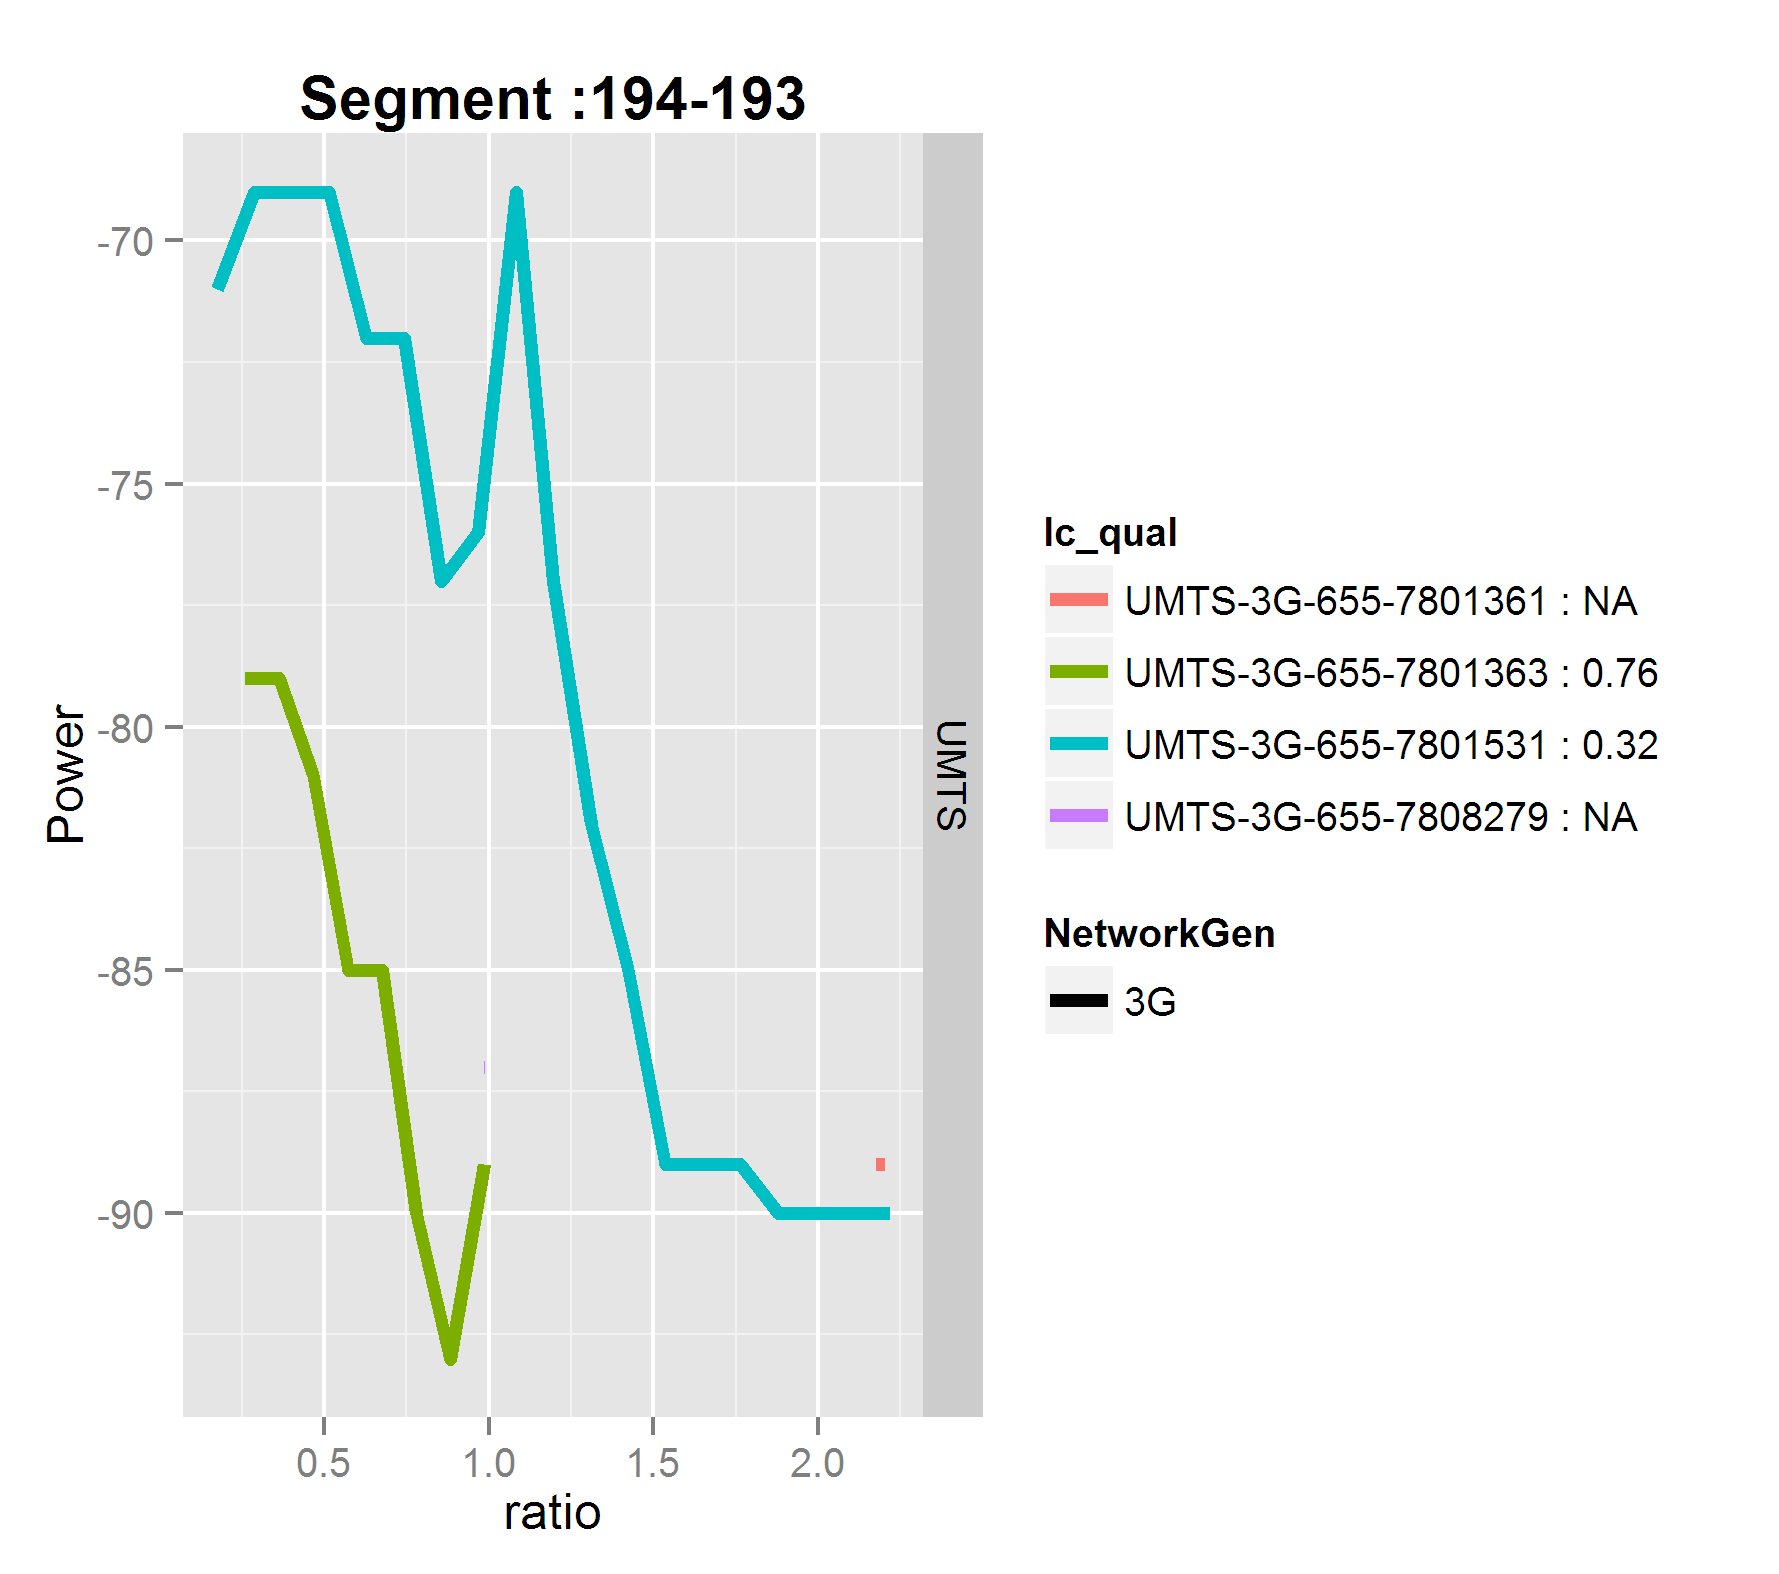 Segment :194-193
-70
-75
-80
-85
-90
Power
0.5
1.0
1.5
2.0
ratio
UMTS
lc_qual
UMTS-3G-655-7801361 : NA
UMTS-3G-655-7801363 : 0.76
UMTS-3G-655-7801531 : 0.32
UMTS-3G-655-7808279 : NA
NetworkGen
3G